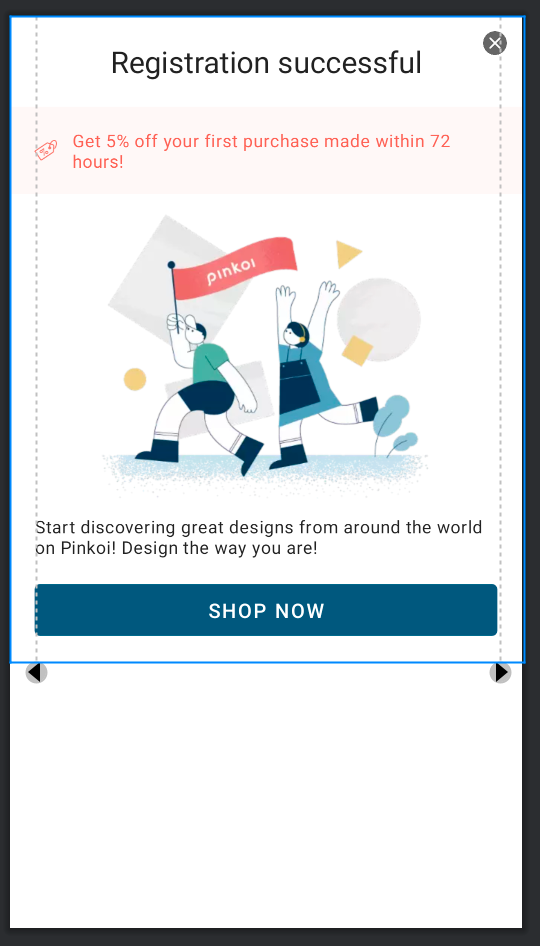 Registration successful
Get 5% off your first purchase made within 72
hours!
pinkoi
Start discovering great designs from around the world
on Pinkoi! Design the way you are!
SHOP NOW